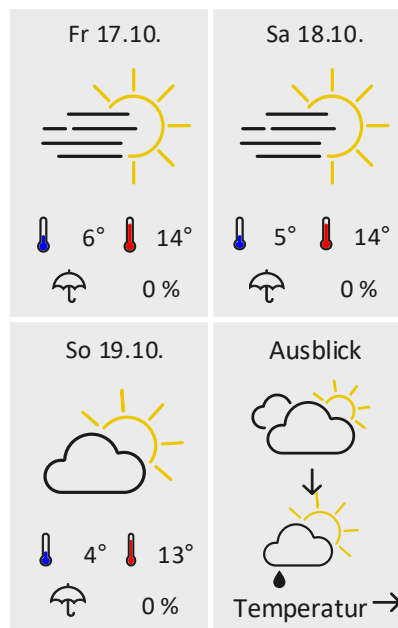 Fr 17.10.
6° 14°
0 %
Sa 18.10.
5° 14°
0 %
So 19.10.
4° 13°
0 %
Ausblick
Temperatur